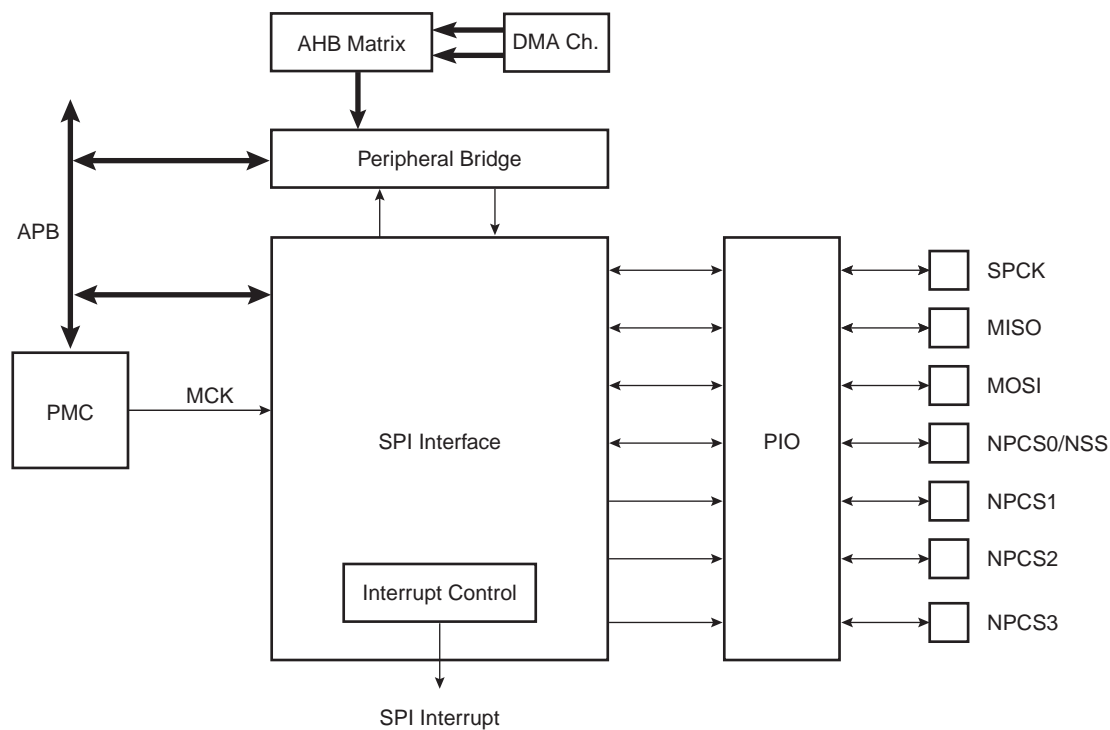 AHB Matrix
DMA Ch.
Peripheral Bridge
APB
SPCK
MISO
MCK
MOSI
PMC
SPI Interface
PIO
NPCS0/NSS
NPCS1
NPCS2
Interrupt Control
NPCS3
SPI Interrupt